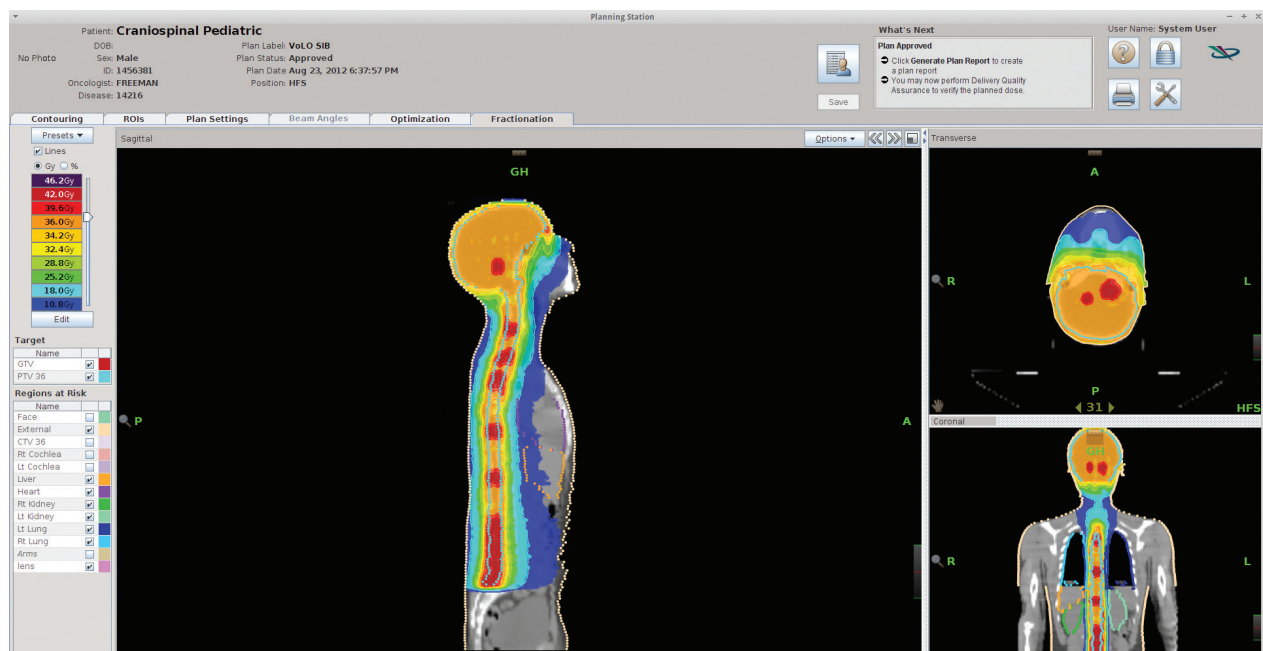 Planning Station
Patient: Craniospinal Pediatric
DOB:
No Photo
Sex: Male
ID: 1456381
Oncologist: FREEMAN
Disease: 14216
Plan Label: VoLO SIB
Plan Status: Approved
Plan Date Aug 23, 2012 6:37:57 PM
Position: HFS
Save
What's Next
Plan Approved
Click Generate Plan Report to create
a plan report
You may now perform Delivery Quality
Assurance to verify the planned dose.
User Name: System User
Contouring ROIs Plan Settings Beam Angles Optimization Fractionation
Presets
Lines
Gy %
46.2Gy
42.0Gy
39.6Gy
36.0Gy
34.2Gy
32.4Gy
28.8Gy
25.2Gy
18.0Gy
10.8Gy
Edit
Target
Name
GTV
PTV 36
Regions at Risk
Name
Face
External
CTV 36
Rt Cochlea
Lt Cochlea
Liver
Heart
Rt Kidney
Lt Kidney
Lt Lung
Rt Lung
Arms
lens
Sagittal
Options
GH
P
A
Transverse
A
R
L
P
31
HFS
Coronal
GH
R
L